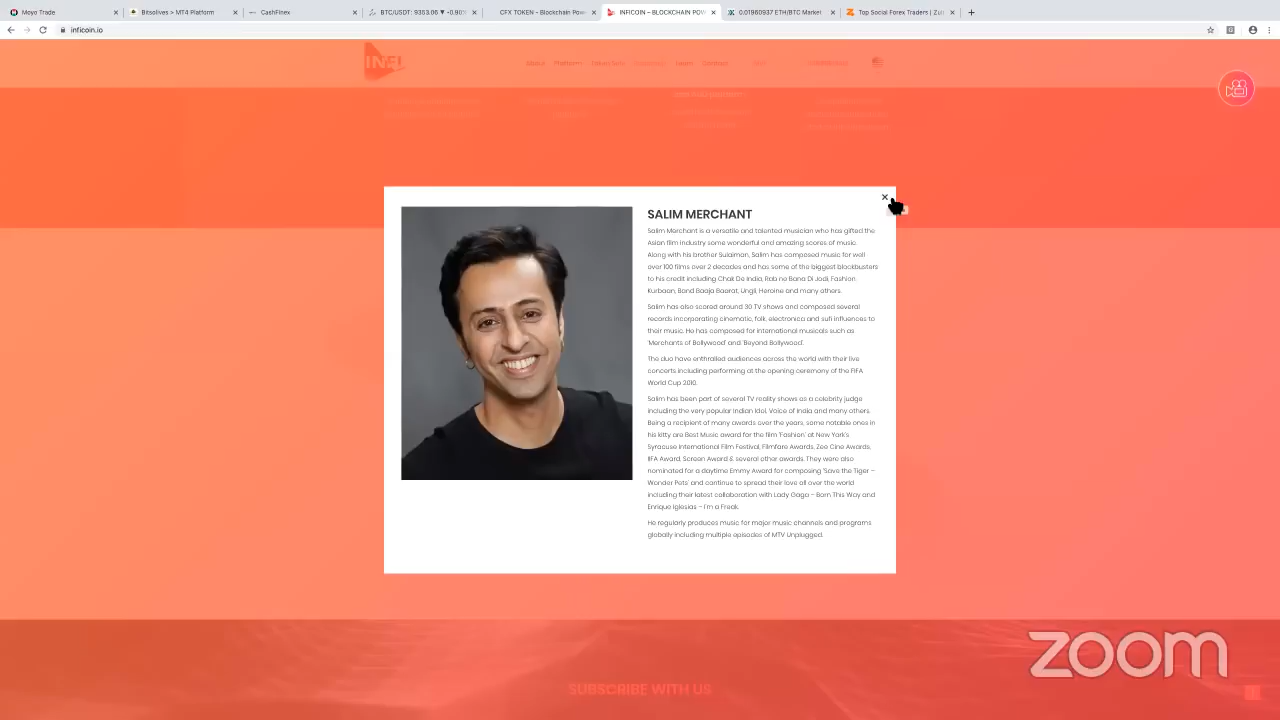 Moyo Trade
Bitsolives > MT4 Platform
CashFinex
BTC/USDT: 9353.05 ▼ -0.90%
CFX TOKEN – Blockchain Pow
INFICOIN – BLOCKCHAIN POW
0.01960937 ETH/BTC Market
Top Social Forex Traders | Zulu
inficoin.io
INFI
About
Platform
Team
Contact
SALIM MERCHANT
Salim Merchant is a versatile and talented musician who has gifted the
Asian film industry some wonderful and amazing scores of music.
Along with his brother Sulaiman, Salim has composed music for well
over 100 films over 2 decades and has some of the biggest blockbusters
to his credit including Chak De India, Rab ne Bana Di Jodi, Fashion,
Kurbaan, Band Baaja Baarat, Ungli, Heroine and many others.
Salim has also scored around 30 TV shows and composed several
records incorporating cinematic, folk, electronica and sufi influences to
their music. He has composed for international musicals such as
'Merchants of Bollywood' and 'Beyond Bollywood'.
The duo have enthralled audiences across the world with their live
concerts including performing at the opening ceremony of the FIFA
World Cup 2010.
Salim has been part of several TV reality shows as a celebrity judge
including the very popular Indian Idol, Voice of India and many others.
Being a recipient of many awards over the years; some notable ones in
his kitty are Best Music award for the film 'Fashion' at New York's
Syracuse International Film Festival, Filmfare Awards, Zee Cine Awards,
IIFA Award, Screen Award & several other awards. They were also
nominated for a daytime Emmy Award for composing 'Save the Tiger –
Wonder Pets' and continue to spread their love all over the world
including their latest collaboration with Lady Gaga – Born This Way and
Enrique Iglesias – I'm a Freak.
He regularly produces music for major music channels and programs
globally including multiple episodes of MTV Unplugged.
zoom
SUBSCRIBE WITH US